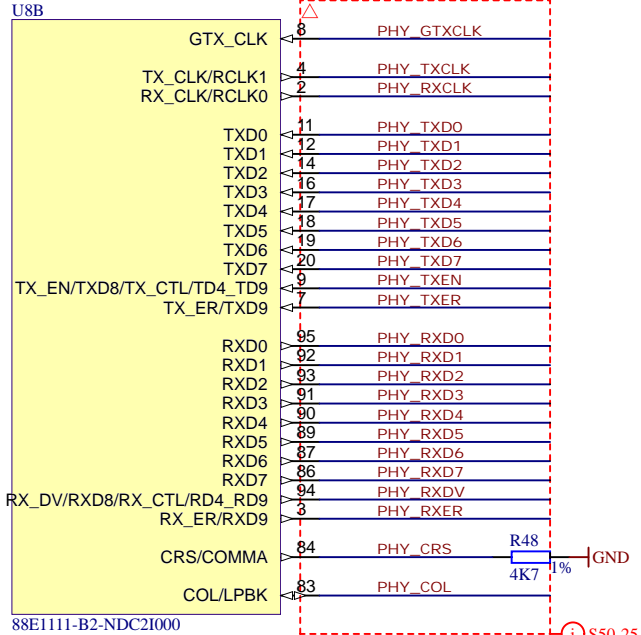 U8B
GTX_CLK 8 PHY_GTXCLK
TX_CLK/RCLK1 4 PHY_TXCLK
RX_CLK/RCLK0 2 PHY_RXCLK
TXD0 11 PHY_TXD0
TXD1 12 PHY_TXD1
TXD2 14 PHY_TXD2
TXD3 16 PHY_TXD3
TXD4 17 PHY_TXD4
TXD5 18 PHY_TXD5
TXD6 19 PHY_TXD6
TXD7 20 PHY_TXD7
TX_EN/TXD8/TX_CTL/TD4_TD9 9 PHY_TXEN
TX_ER/TXD9 7 PHY_TXER
RXD0 95 PHY_RXD0
RXD1 92 PHY_RXD1
RXD2 93 PHY_RXD2
RXD3 91 PHY_RXD3
RXD4 90 PHY_RXD4
RXD5 89 PHY_RXD5
RXD6 87 PHY_RXD6
RXD7 86 PHY_RXD7
RX_DV/RXD8/RX_CTL/RD4_RD9 94 PHY_RXDV
RX_ER/RXD9 3 PHY_RXER
R48
CRS/COMMA 84 PHY_CRS GND
4K7 1%
COL/LPBK 83 PHY_COL
88E1111-B2-NDC2I000